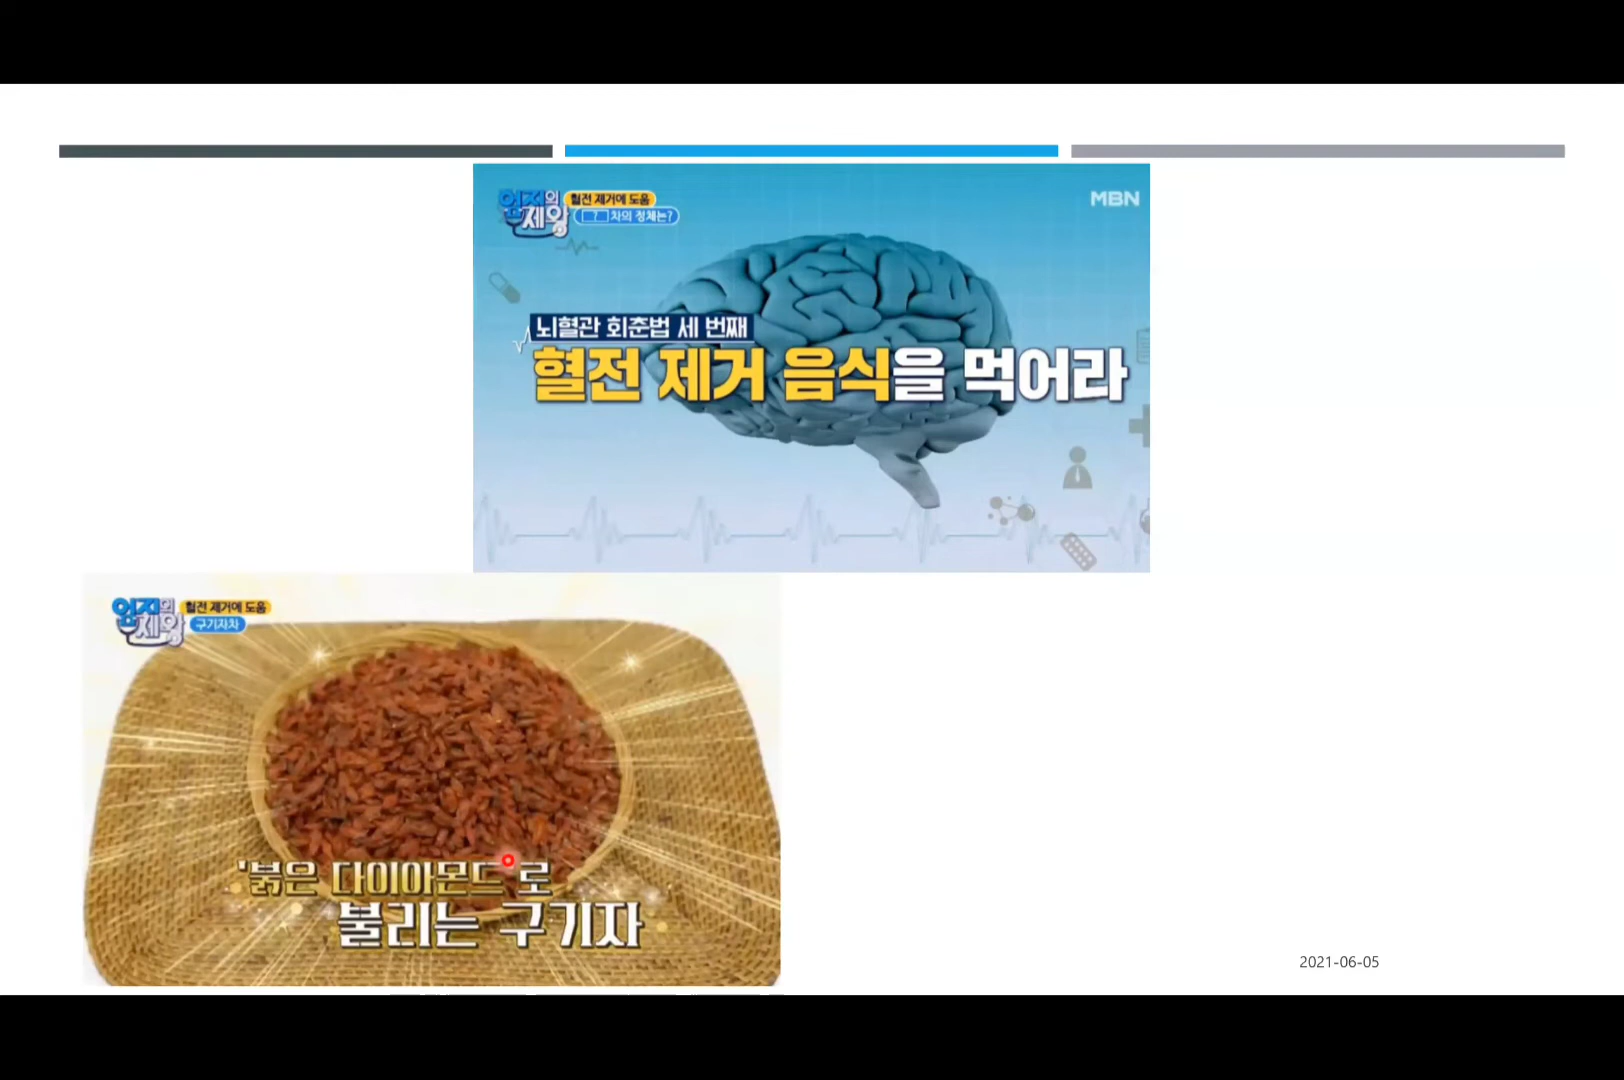 엄지의 제왕
혈전 제거에 도움
? 차의 정체는?
MBN
뇌혈관 회춘법 세 번째
혈전 제거 음식을 먹어라
엄지의 제왕
혈전 제거에 도움
구기자차
'붉은 다이아몬드'로
불리는 구기자
2021-06-05